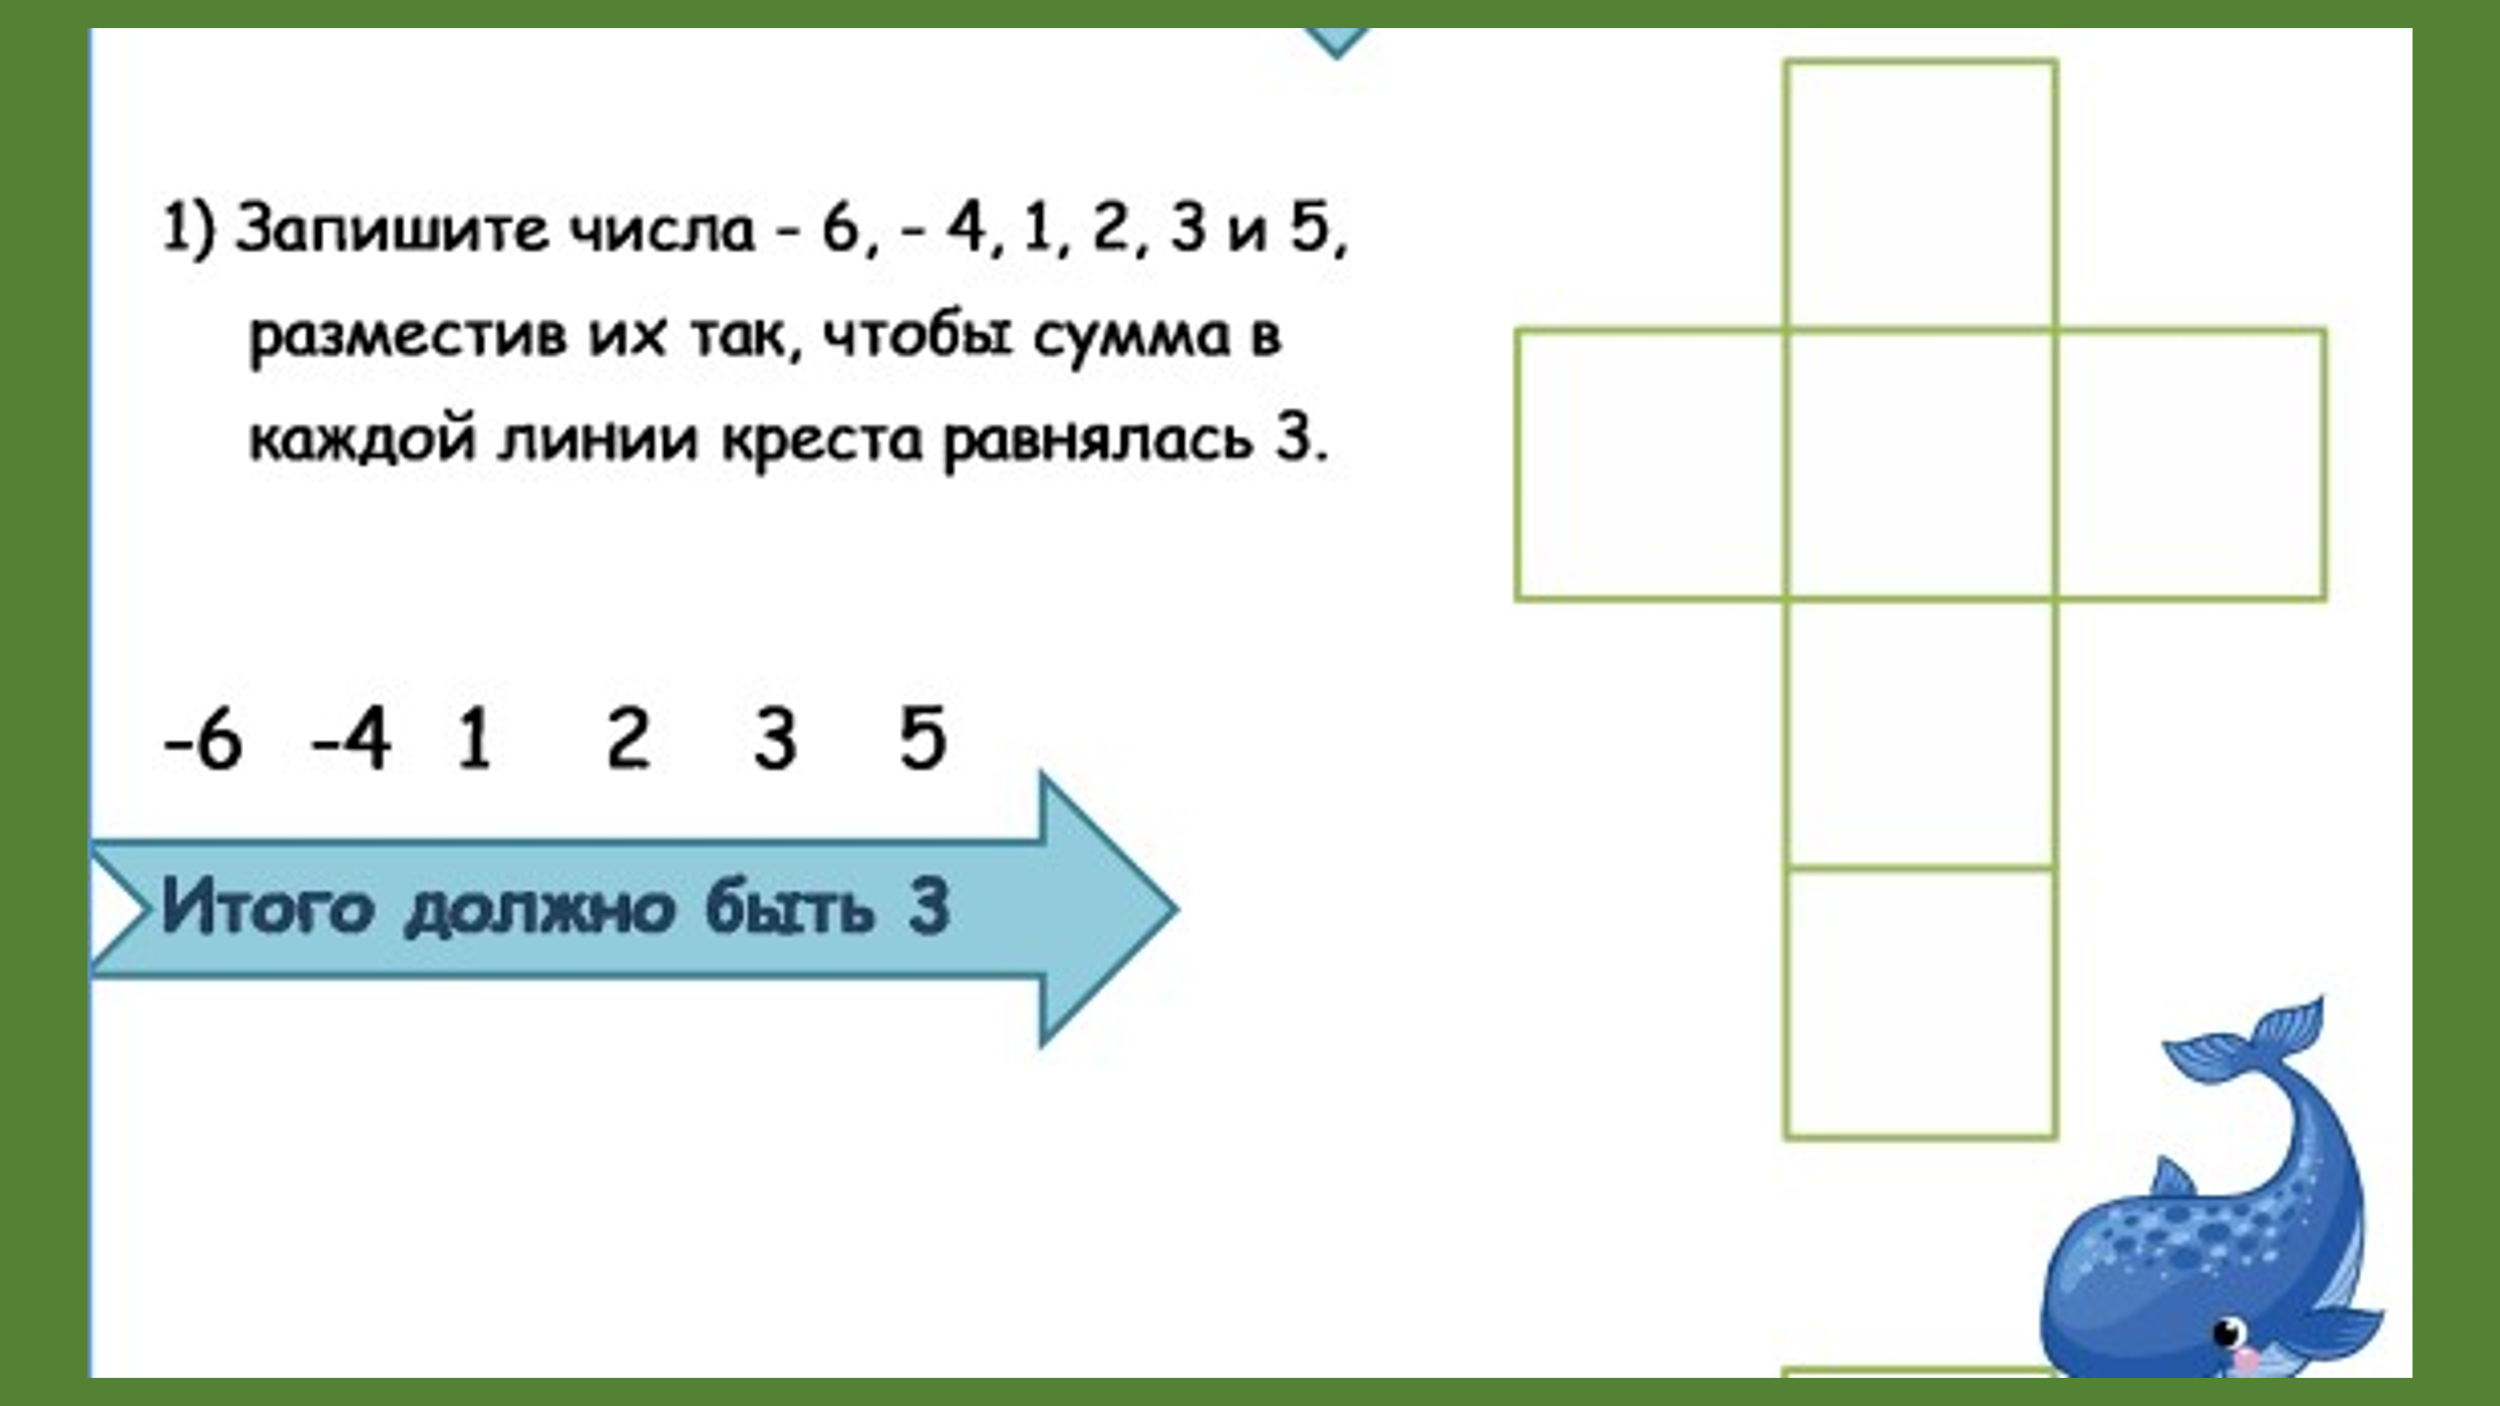 1) Запишите числа - 6, - 4, 1, 2, 3 и 5,
разместив их так, чтобы сумма в
каждой линии креста равнялась 3.
-6 -4 1 2 3 5
Итого должно быть 3